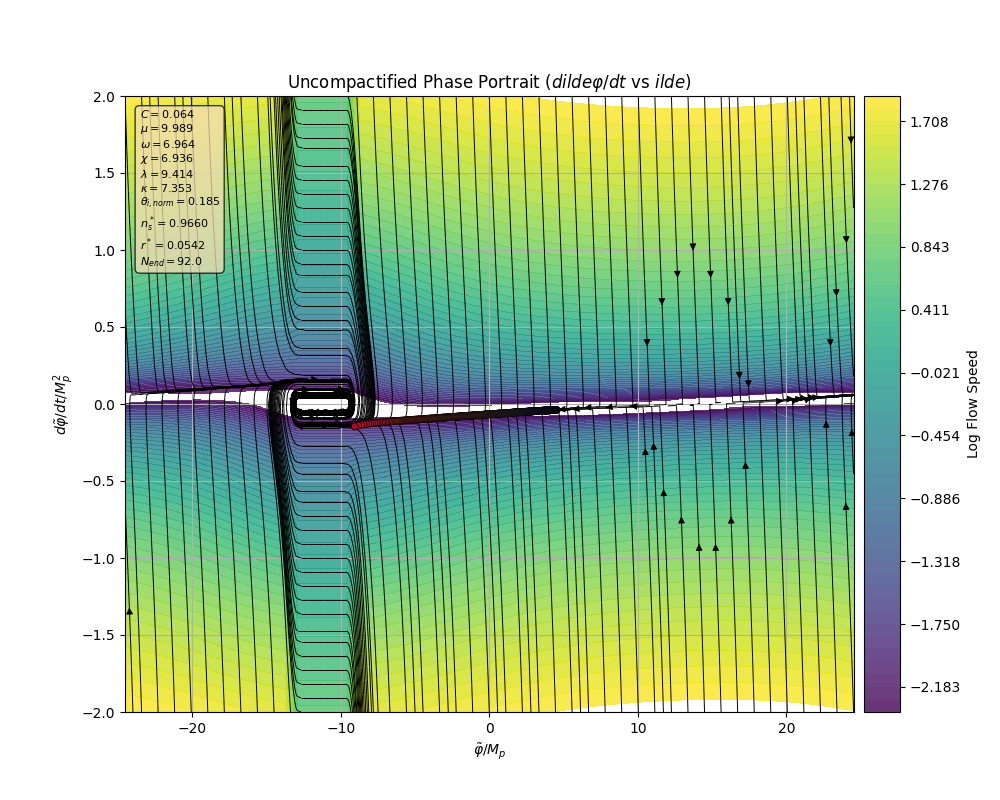 Uncompactified Phase Portrait (dildeφ/dt vs ilde)
C = 0.064
μ = 9.989
ω = 6.964
χ = 6.936
λ = 9.414
κ = 7.353
θ_{i,norm} = 0.185
n_s^* = 0.9660
r^* = 0.0542
N_{end} = 92.0
2.0
1.5
1.0
0.5
0.0
−0.5
−1.0
−1.5
−2.0
dφ̃/dt/M_p^2
−20
−10
0
10
20
φ̃/M_p
1.708
1.276
0.843
0.411
−0.021
−0.454
−0.886
−1.318
−1.750
−2.183
Log Flow Speed